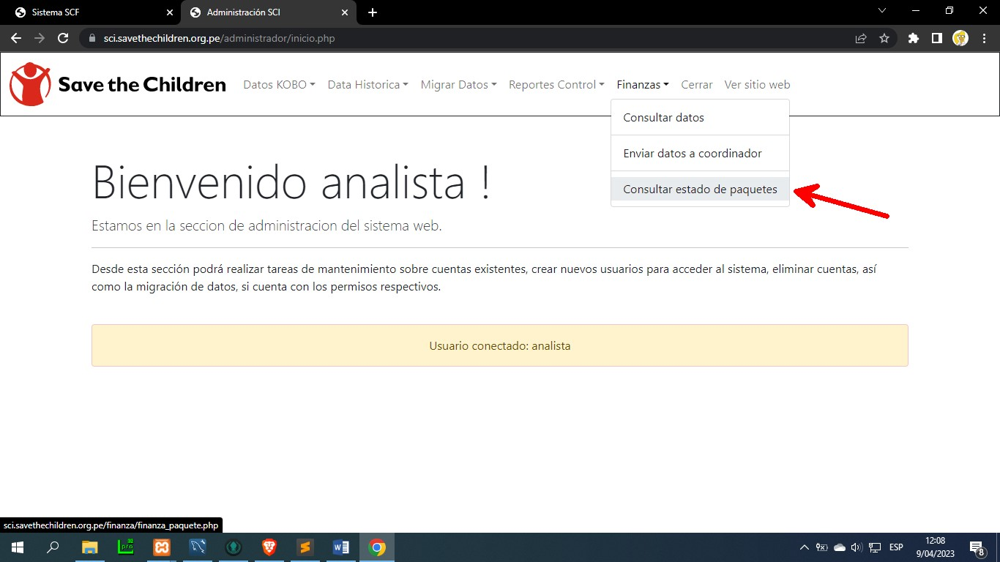 Sistema SCF
Administración SCI
sci.savethechildren.org.pe/administrador/inicio.php
Save the Children
Datos KOBO
Data Historica
Migrar Datos
Reportes Control
Finanzas
Cerrar
Ver sitio web
Consultar datos
Enviar datos a coordinador
Consultar estado de paquetes
Bienvenido analista !
Estamos en la seccion de administracion del sistema web.
Desde esta sección podrá realizar tareas de mantenimiento sobre cuentas existentes, crear nuevos usuarios para acceder al sistema, eliminar cuentas, así
como la migración de datos, si cuenta con los permisos respectivos.
Usuario conectado: analista
sci.savethechildren.org.pe/finanza/finanza_paquete.php
ESP
12:08
9/04/2023
8